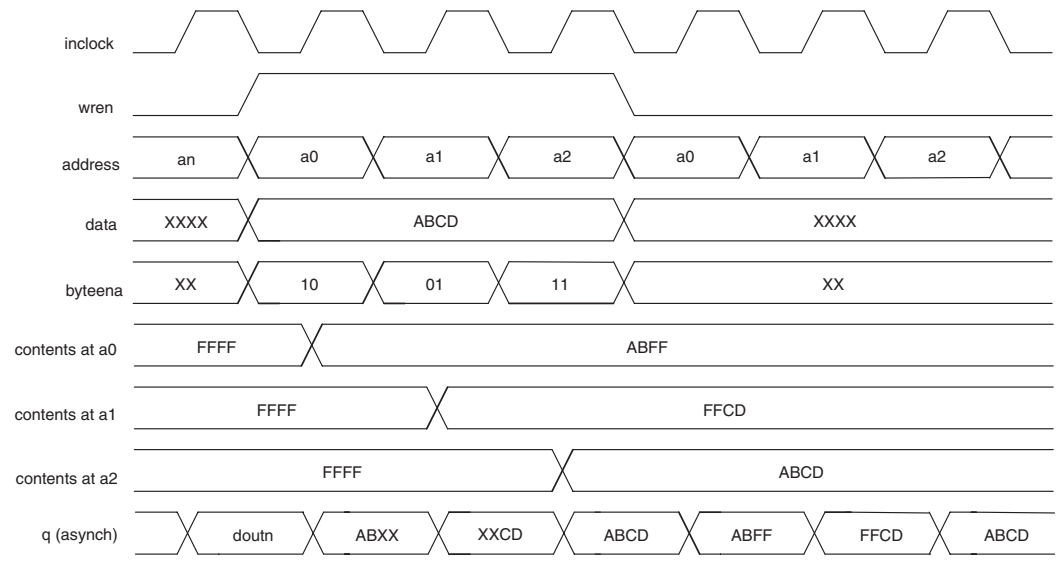 inclock
wren
address an a0 a1 a2 a0 a1 a2
data XXXX ABCD XXXX
byteena XX 10 01 11 XX
contents at a0 FFFF ABFF
contents at a1 FFFF FFCD
contents at a2 FFFF ABCD
q (asynch) doutn ABXX XXCD ABCD ABFF FFCD ABCD